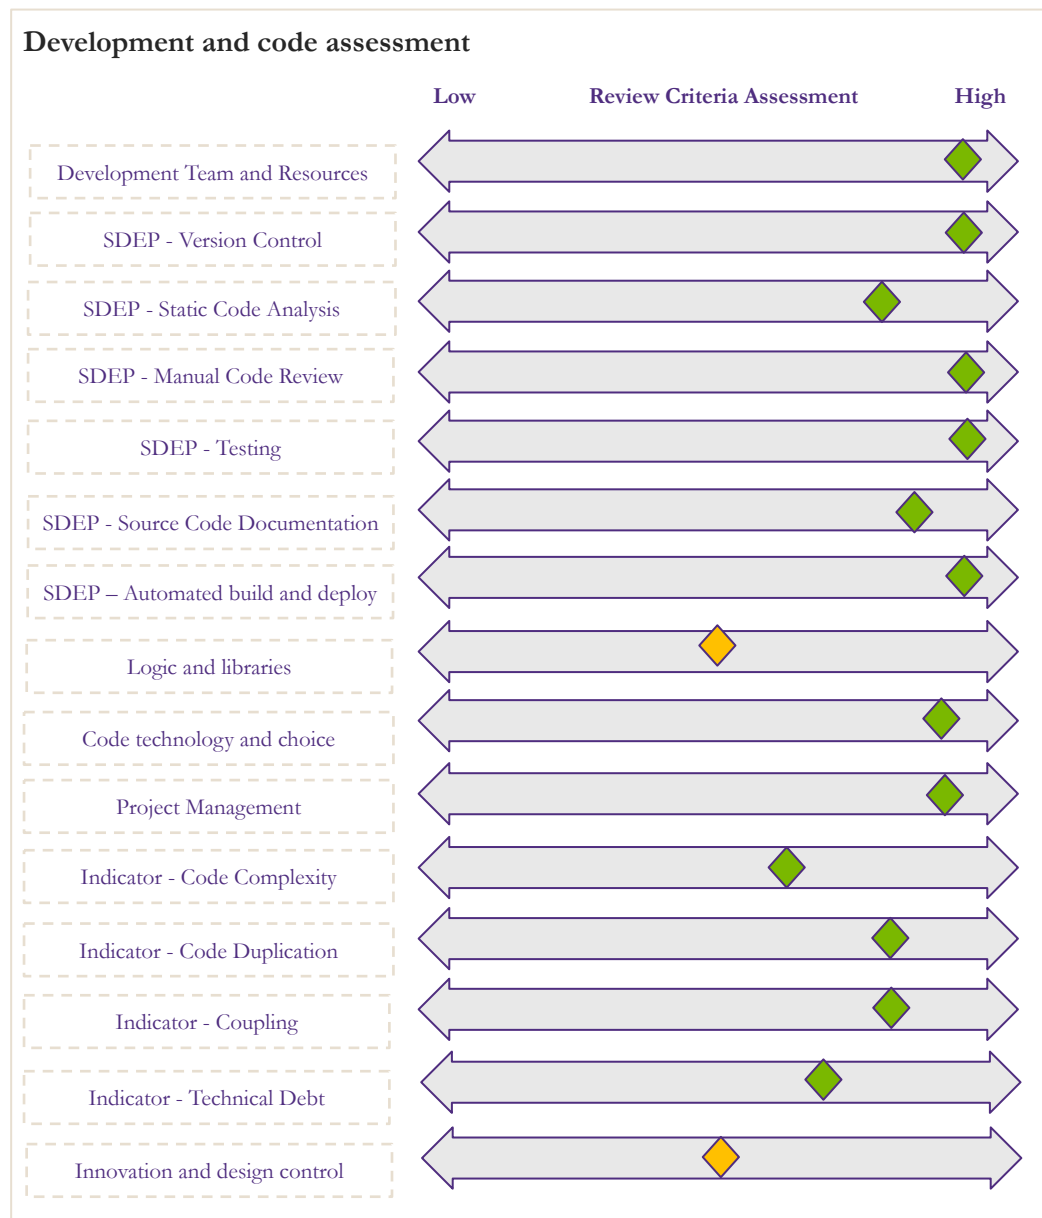 Development and code assessment
Low Review Criteria Assessment High
Development Team and Resources
SDEP - Version Control
SDEP - Static Code Analysis
SDEP - Manual Code Review
SDEP - Testing
SDEP - Source Code Documentation
SDEP – Automated build and deploy
Logic and libraries
Code technology and choice
Project Management
Indicator - Code Complexity
Indicator - Code Duplication
Indicator - Coupling
Indicator - Technical Debt
Innovation and design control